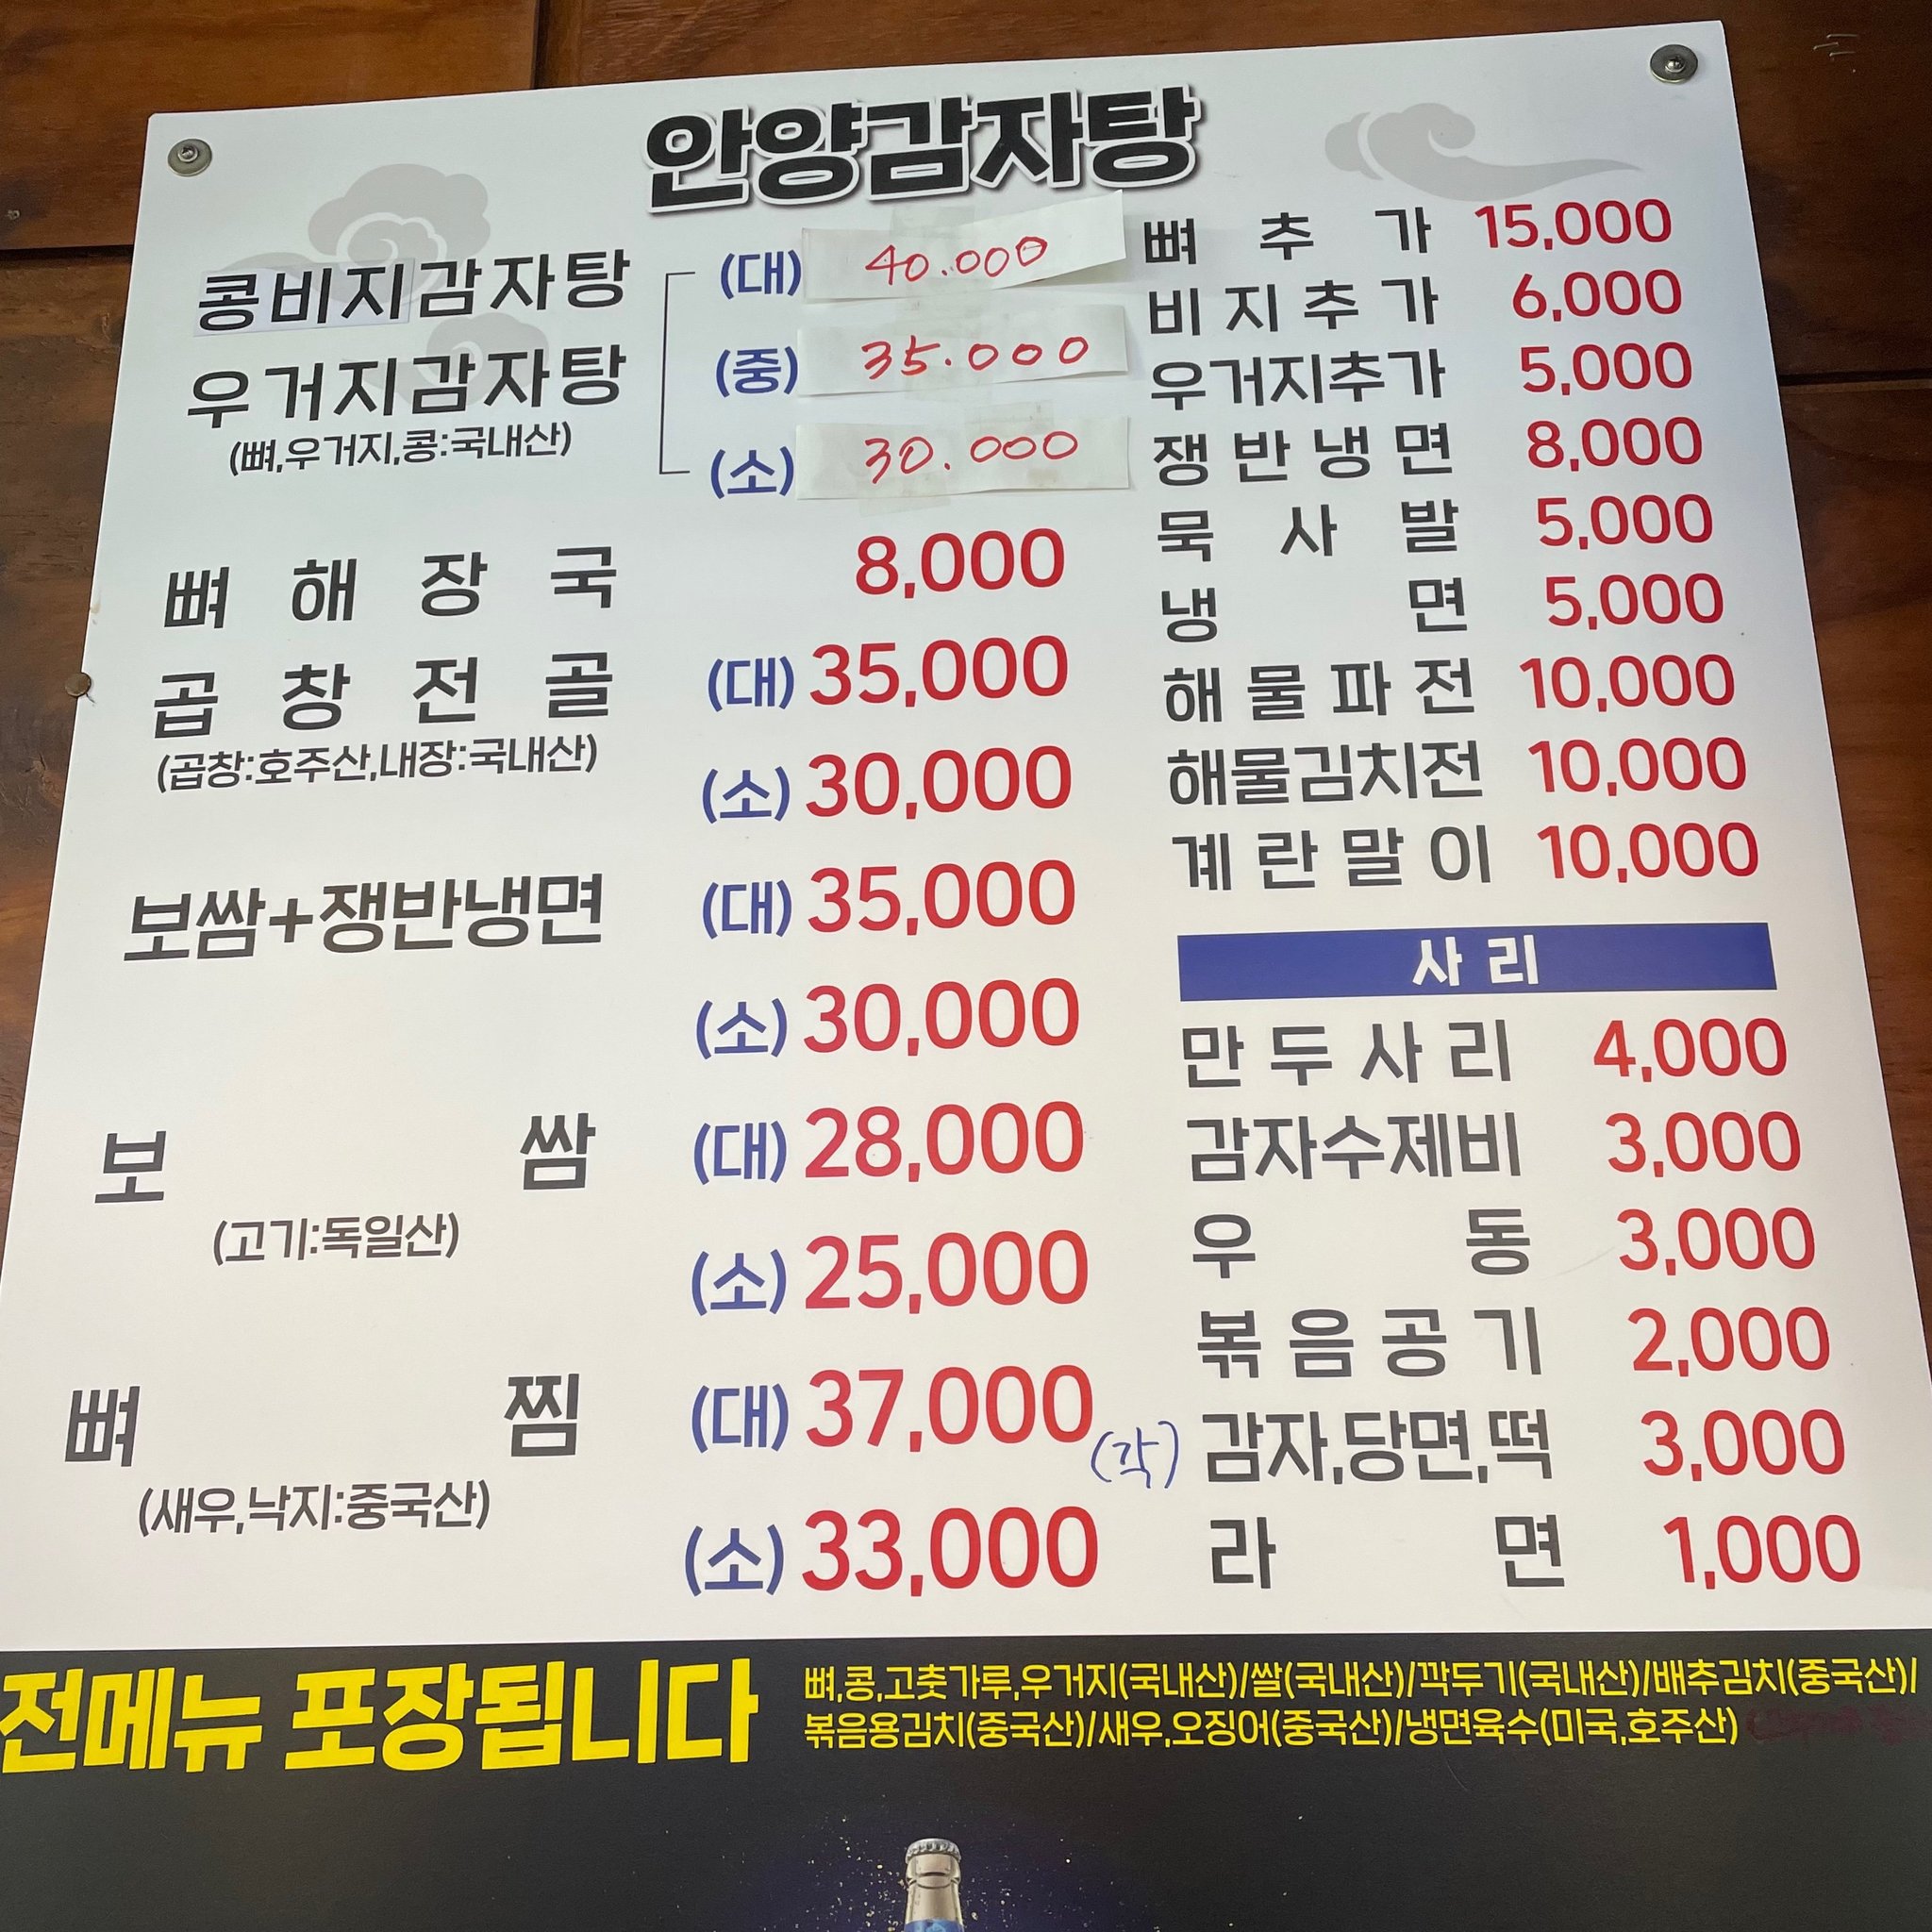 안양감자탕
콩비지감자탕
우거지감자탕
(뼈,우거지,콩:국내산)
(대) 40.000
(중) 35.000
(소) 30.000
뼈해장국 8,000
곱창전골 (대) 35,000
(곱창:호주산,내장:국내산)
(소) 30,000
보쌈+쟁반냉면 (대) 35,000
(소) 30,000
보쌈 (대) 28,000
(고기:독일산)
(소) 25,000
뼈찜 (대) 37,000
(새우,낙지:중국산)
(소) 33,000
뼈추가 15,000
비지추가 6,000
우거지추가 5,000
쟁반냉면 8,000
묵사발 5,000
냉면 5,000
해물파전 10,000
해물김치전 10,000
계란말이 10,000
사리
만두사리 4,000
감자수제비 3,000
우동 3,000
볶음공기 2,000
(각) 감자,당면,떡 3,000
라면 1,000
전메뉴 포장됩니다
뼈,콩,고춧가루,우거지(국내산)/쌀(국내산)/깍두기(국내산)/배추김치(중국산)/
볶음용김치(중국산)/새우,오징어(중국산)/냉면육수(미국,호주산)